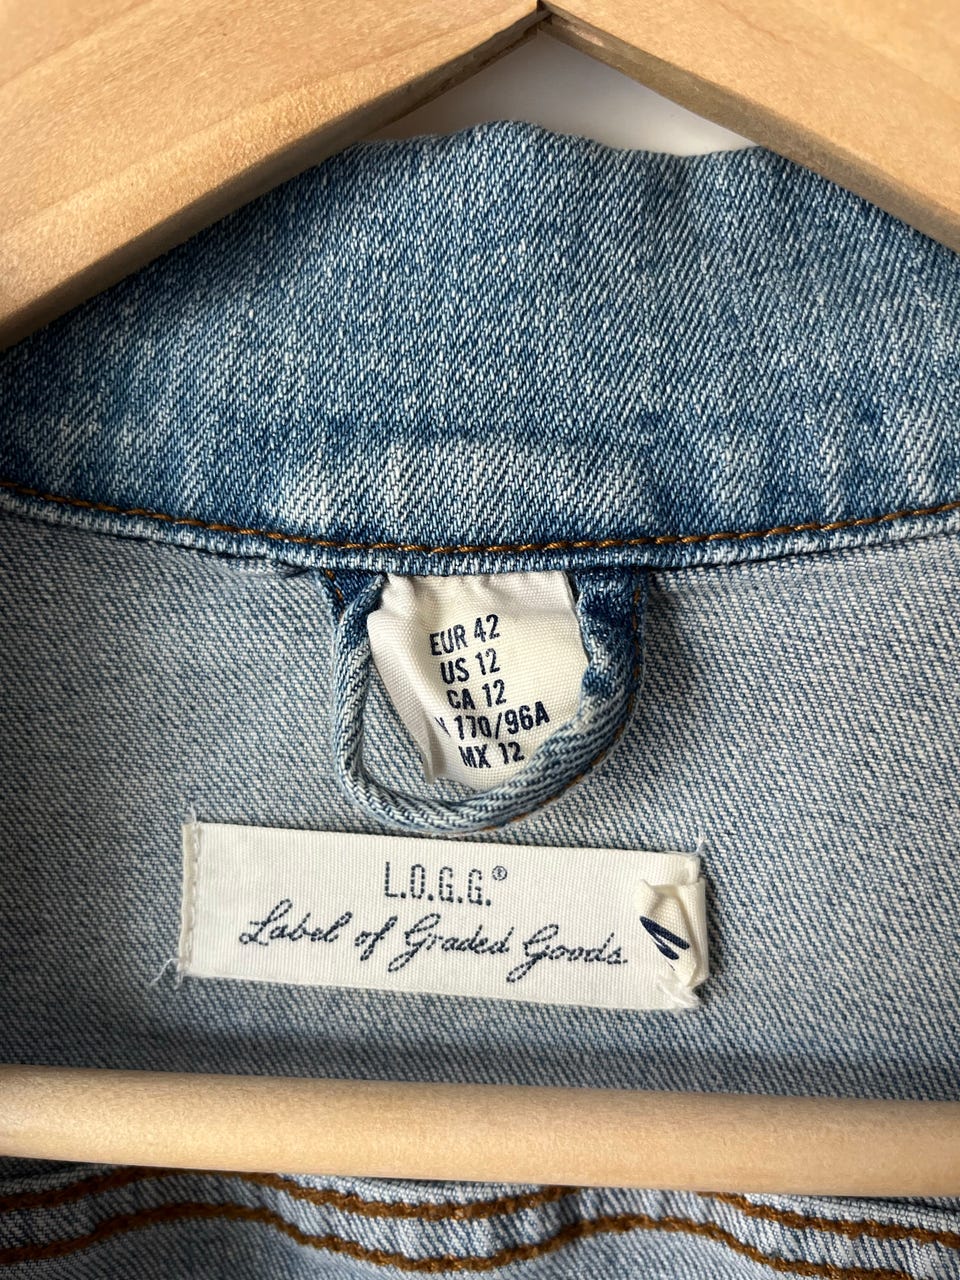 EUR 42
US 12
CA 12
170/96A
MX 12
L.O.G.G.®
Label of Graded Goods